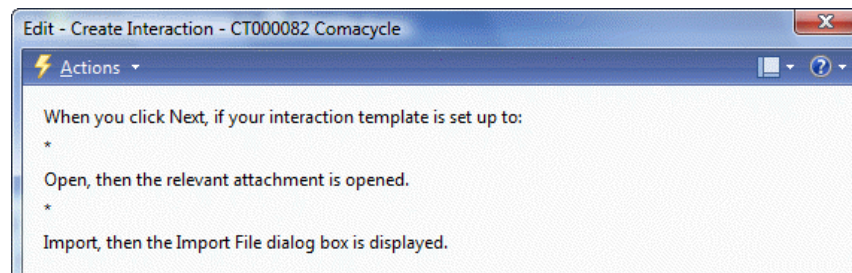 Edit - Create Interaction - CT000082 Comacycle
Actions
When you click Next, if your interaction template is set up to:
*
Open, then the relevant attachment is opened.
*
Import, then the Import File dialog box is displayed.